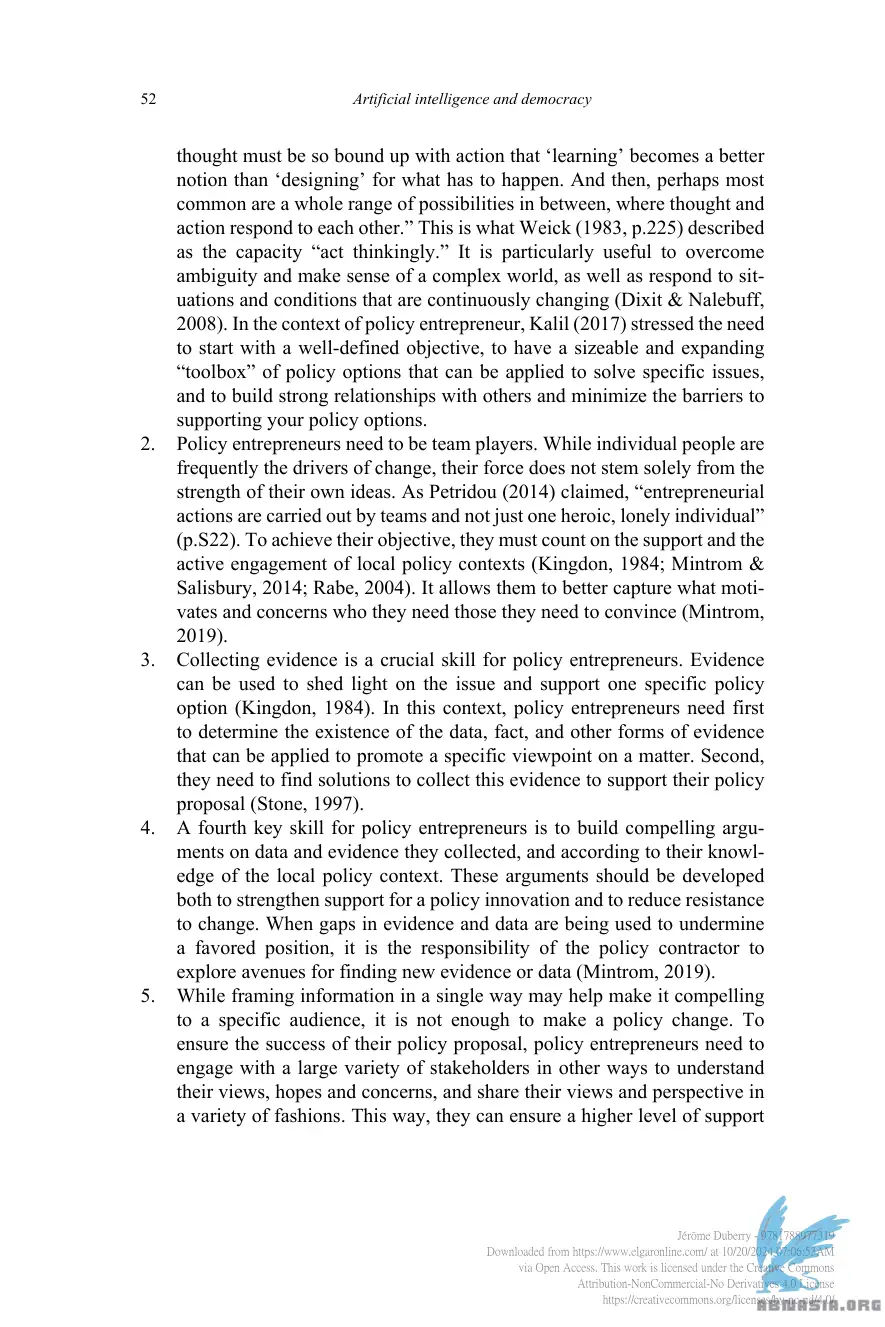 52
Artificial intelligence and democracy
thought must be so bound up with action that ‘learning’ becomes a better
notion than ‘designing’ for what has to happen. And then, perhaps most
common are a whole range of possibilities in between, where thought and
action respond to each other.” This is what Weick (1983, p.225) described
as the capacity “act thinkingly.” It is particularly useful to overcome
ambiguity and make sense of a complex world, as well as respond to sit-
uations and conditions that are continuously changing (Dixit & Nalebuff,
2008). In the context of policy entrepreneur, Kalil (2017) stressed the need
to start with a well-defined objective, to have a sizeable and expanding
“toolbox” of policy options that can be applied to solve specific issues,
and to build strong relationships with others and minimize the barriers to
supporting your policy options.
2. Policy entrepreneurs need to be team players. While individual people are
frequently the drivers of change, their force does not stem solely from the
strength of their own ideas. As Petridou (2014) claimed, “entrepreneurial
actions are carried out by teams and not just one heroic, lonely individual”
(p.S22). To achieve their objective, they must count on the support and the
active engagement of local policy contexts (Kingdon, 1984; Mintrom &
Salisbury, 2014; Rabe, 2004). It allows them to better capture what moti-
vates and concerns who they need those they need to convince (Mintrom,
2019).
3. Collecting evidence is a crucial skill for policy entrepreneurs. Evidence
can be used to shed light on the issue and support one specific policy
option (Kingdon, 1984). In this context, policy entrepreneurs need first
to determine the existence of the data, fact, and other forms of evidence
that can be applied to promote a specific viewpoint on a matter. Second,
they need to find solutions to collect this evidence to support their policy
proposal (Stone, 1997).
4. A fourth key skill for policy entrepreneurs is to build compelling argu-
ments on data and evidence they collected, and according to their knowl-
edge of the local policy context. These arguments should be developed
both to strengthen support for a policy innovation and to reduce resistance
to change. When gaps in evidence and data are being used to undermine
a favored position, it is the responsibility of the policy contractor to
explore avenues for finding new evidence or data (Mintrom, 2019).
5. While framing information in a single way may help make it compelling
to a specific audience, it is not enough to make a policy change. To
ensure the success of their policy proposal, policy entrepreneurs need to
engage with a large variety of stakeholders in other ways to understand
their views, hopes and concerns, and share their views and perspective in
a variety of fashions. This way, they can ensure a higher level of support
Jérôme Duberry - 9781788977319
Downloaded from https://www.elgaronline.com/ at 10/20/2024 07:06:52AM
via Open Access. This work is licensed under the Creative Commons
Attribution-NonCommercial-No Derivatives 4.0 License
https://creativecommons.org/licenses/by-nc-nd/4.0/
ABTNASIA.ORG